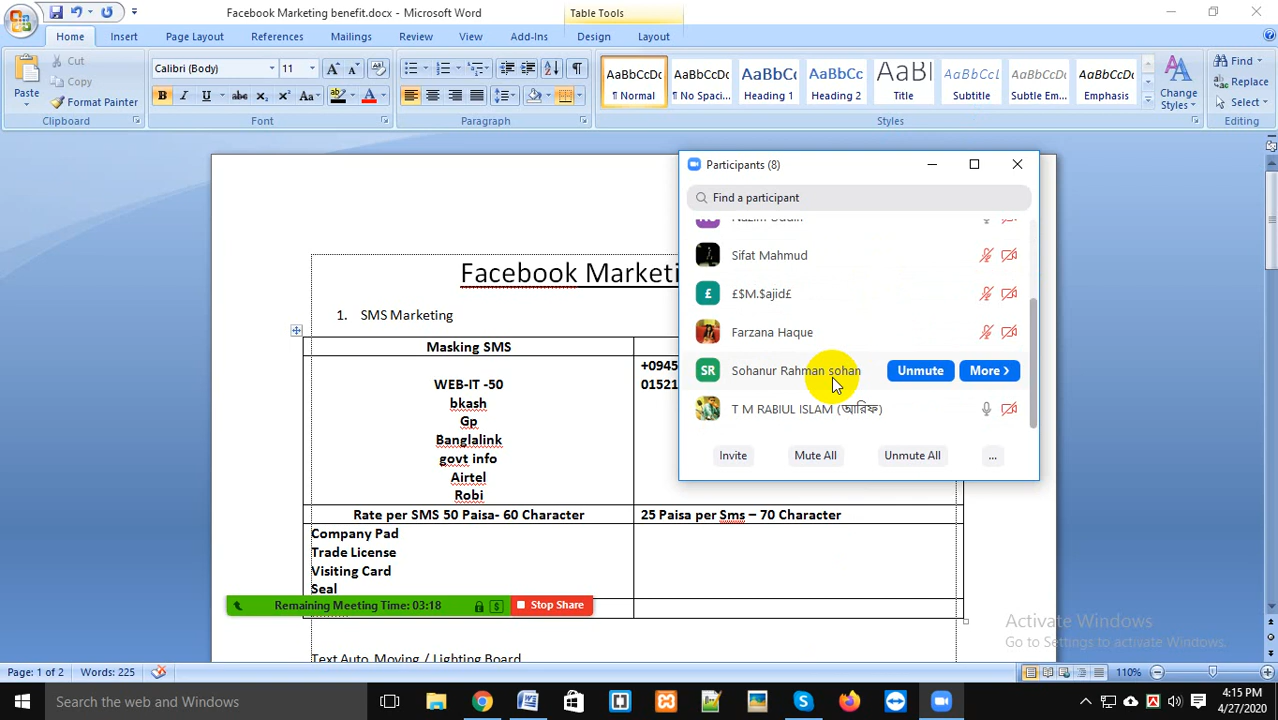 Facebook Marketing benefit.docx - Microsoft Word
Table Tools
Home
Insert
Page Layout
References
Mailings
Review
View
Add-Ins
Design
Layout
Paste
Cut
Copy
Format Painter
Clipboard
Calibri (Body)
11
Font
Paragraph
AaBbCcDc
¶ Normal
AaBbCcDc
¶ No Spaci...
AaBbCc
Heading 1
AaBbCc
Heading 2
AaBl
Title
AaBbCcL
Subtitle
AaBbCcDc
Subtle Em...
AaBbCcDc
Emphasis
Change
Styles
Styles
Find
Replace
Select
Editing
Facebook Marketi
1. SMS Marketing
Masking SMS
WEB-IT -50
bkash
Gp
Banglalink
govt info
Airtel
Robi
+0945
01521
Rate per SMS 50 Paisa- 60 Character
25 Paisa per Sms – 70 Character
Company Pad
Trade License
Visiting Card
Seal
Text Auto Moving / Lighting Board
Participants (8)
Find a participant
Nazim Uddin
Sifat Mahmud
£ £$M.$ajid£
Farzana Haque
SR Sohanur Rahman sohan
Unmute
More >
T M RABIUL ISLAM (আরিফ)
Invite
Mute All
Unmute All
...
Remaining Meeting Time: 03:18
$
Stop Share
Activate Windows
Go to Settings to activate Windows.
Page: 1 of 2
Words: 225
110%
Search the web and Windows
4:15 PM
4/27/2020